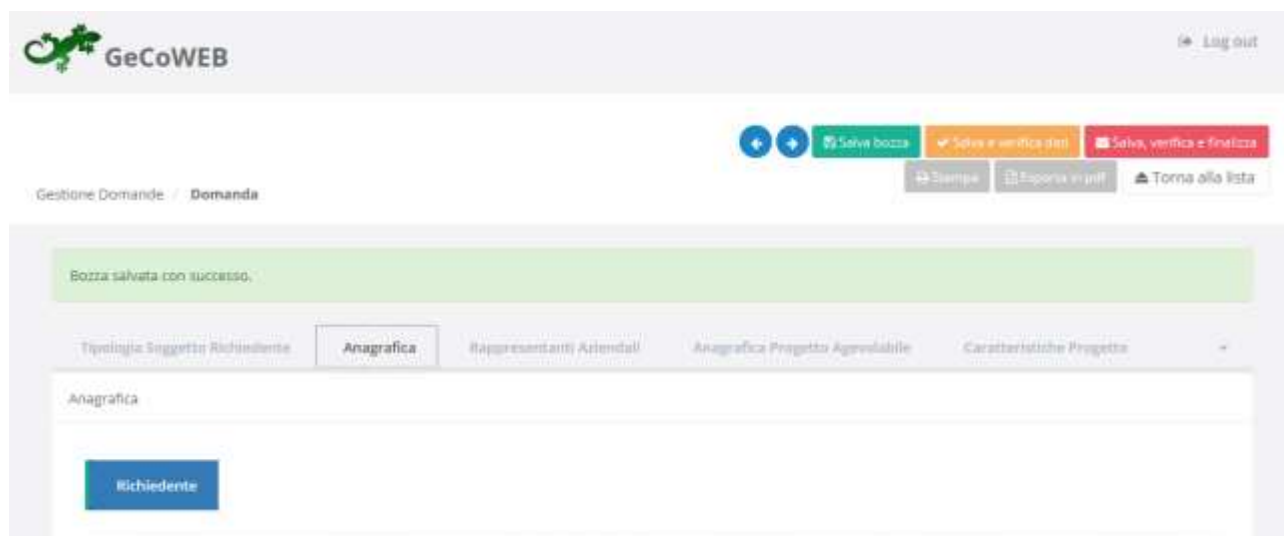 GeCoWEB
Log out
Salva bozza
Salva e verifica dati
Salva, verifica e finalizza
Stampa
Esporta in pdf
Torna alla lista
Gestione Domande / Domanda
Bozza salvata con successo.
Tipologia Soggetto Richiedente
Anagrafica
Rappresentanti Aziendali
Anagrafica Progetto Agevolabile
Caratteristiche Progetto
Anagrafica
Richiedente